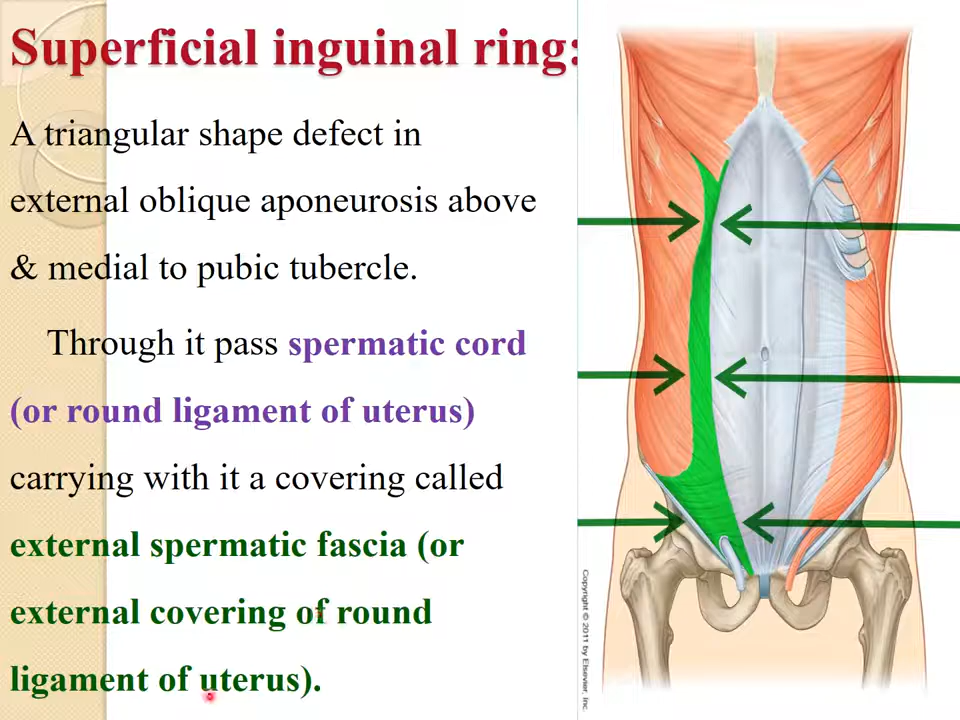 Superficial inguinal ring:
A triangular shape defect in
external oblique aponeurosis above
& medial to pubic tubercle.
Through it pass spermatic cord
(or round ligament of uterus)
carrying with it a covering called
external spermatic fascia (or
external covering of round
ligament of uterus).
Copyright © 2011 by Elsevier, Inc.